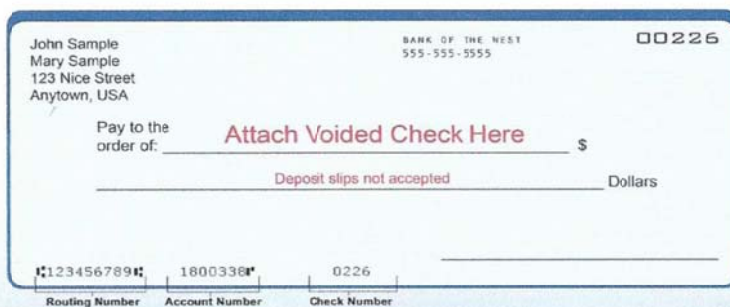 John Sample
Mary Sample
123 Nice Street
Anytown, USA
BANK OF THE WEST
555-555-5555
00226
Pay to the
order of: Attach Voided Check Here $
Deposit slips not accepted Dollars
⑆123456789⑆ 1800338⑈ 0226
Routing Number Account Number Check Number